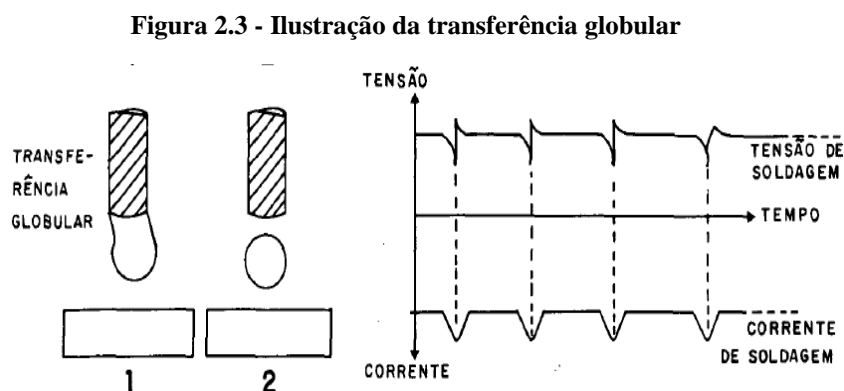 Figura 2.3 - Ilustração da transferência globular
TRANSFE-
RÊNCIA
GLOBULAR
1
2
TENSÃO
TENSÃO DE
SOLDAGEM
TEMPO
CORRENTE
DE SOLDAGEM
CORRENTE